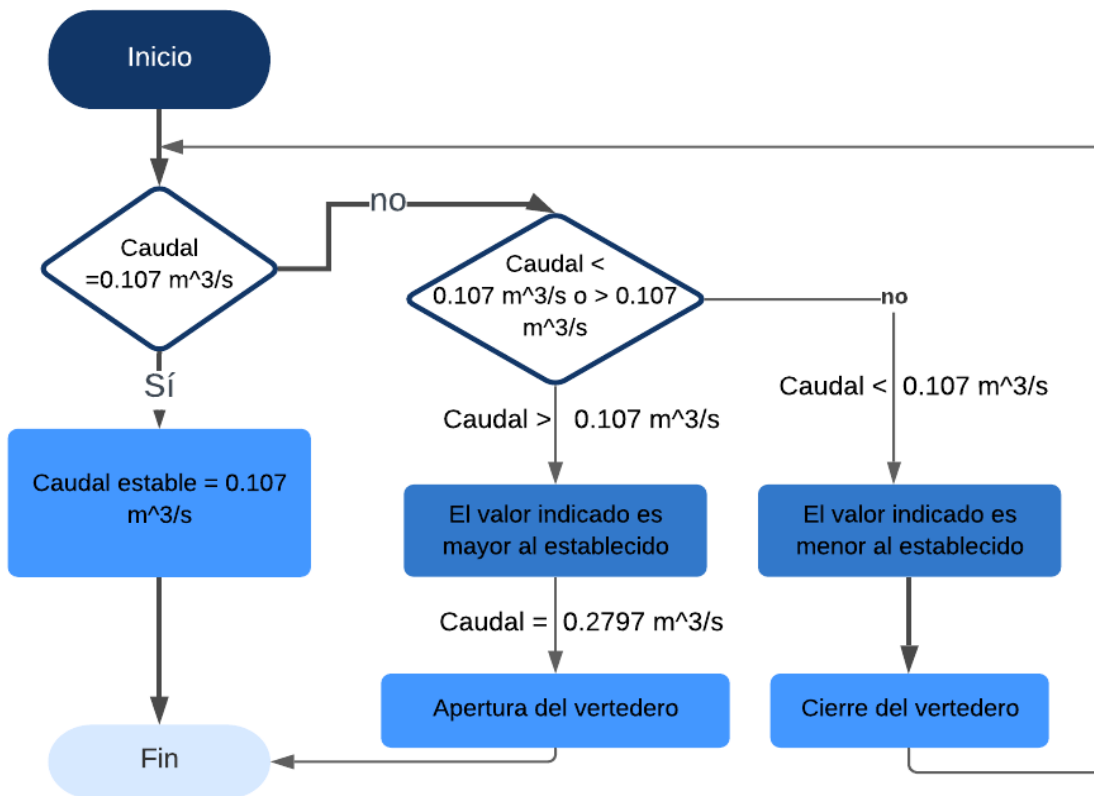 Inicio
no
Caudal
=0.107 m^3/s
Caudal <
0.107 m^3/s o > 0.107
m^3/s
no
Sí
Caudal > 0.107 m^3/s
Caudal < 0.107 m^3/s
Caudal estable = 0.107
m^3/s
El valor indicado es
mayor al establecido
El valor indicado es
menor al establecido
Caudal = 0.2797 m^3/s
Apertura del vertedero
Cierre del vertedero
Fin